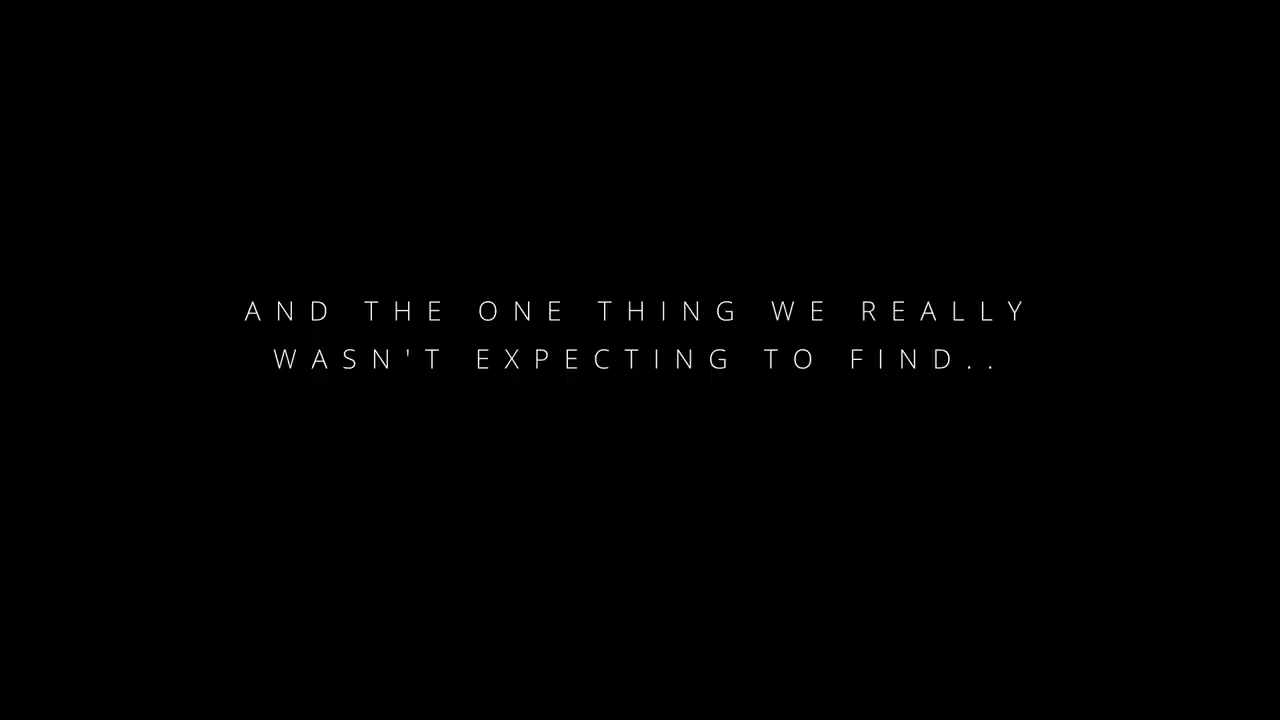 AND THE ONE THING WE REALLY
WASN'T EXPECTING TO FIND..